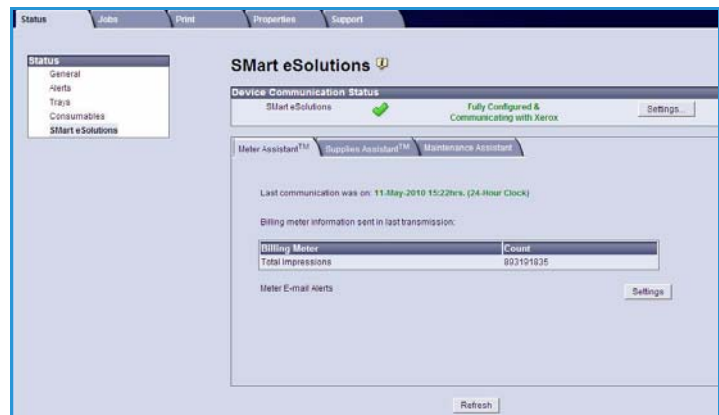 Status Jobs Print Properties Support
Status
General
Alerts
Trays
Consumables
SMart eSolutions
SMart eSolutions
Device Communication Status
SMart eSolutions
Fully Configured &
Communicating with Xerox
Settings...
Meter Assistant™ Supplies Assistant™ Maintenance Assistant
Last communication was on: 11-May-2010 15:22hrs. (24-Hour Clock)
Billing meter information sent in last transmission:
Billing Meter Count
Total Impressions 893191835
Meter E-mail Alerts
Settings
Refresh